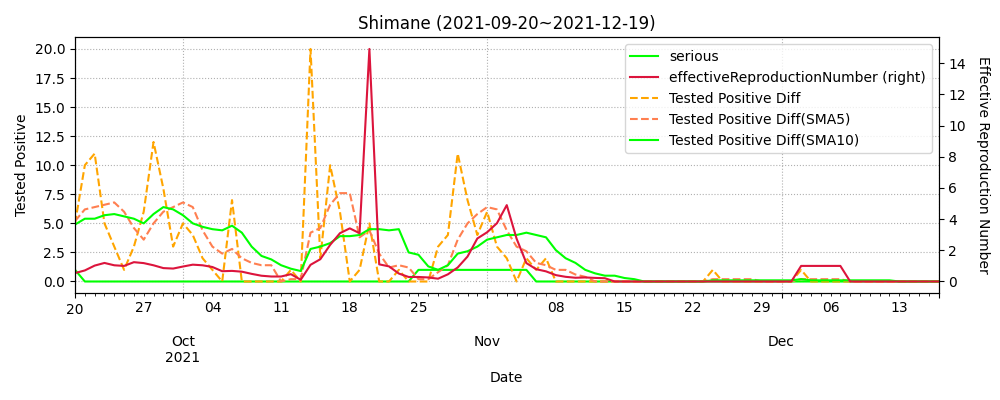 Shimane (2021-09-20~2021-12-19)
serious
effectiveReproductionNumber (right)
Tested Positive Diff
Tested Positive Diff(SMA5)
Tested Positive Diff(SMA10)
Tested Positive
20.0
17.5
15.0
12.5
10.0
7.5
5.0
2.5
0.0
Effective Reproduction Number
14
12
10
8
6
4
2
0
20 27 04 11 18 25 08 15 22 29 06 13
Oct Nov Dec
2021
Date